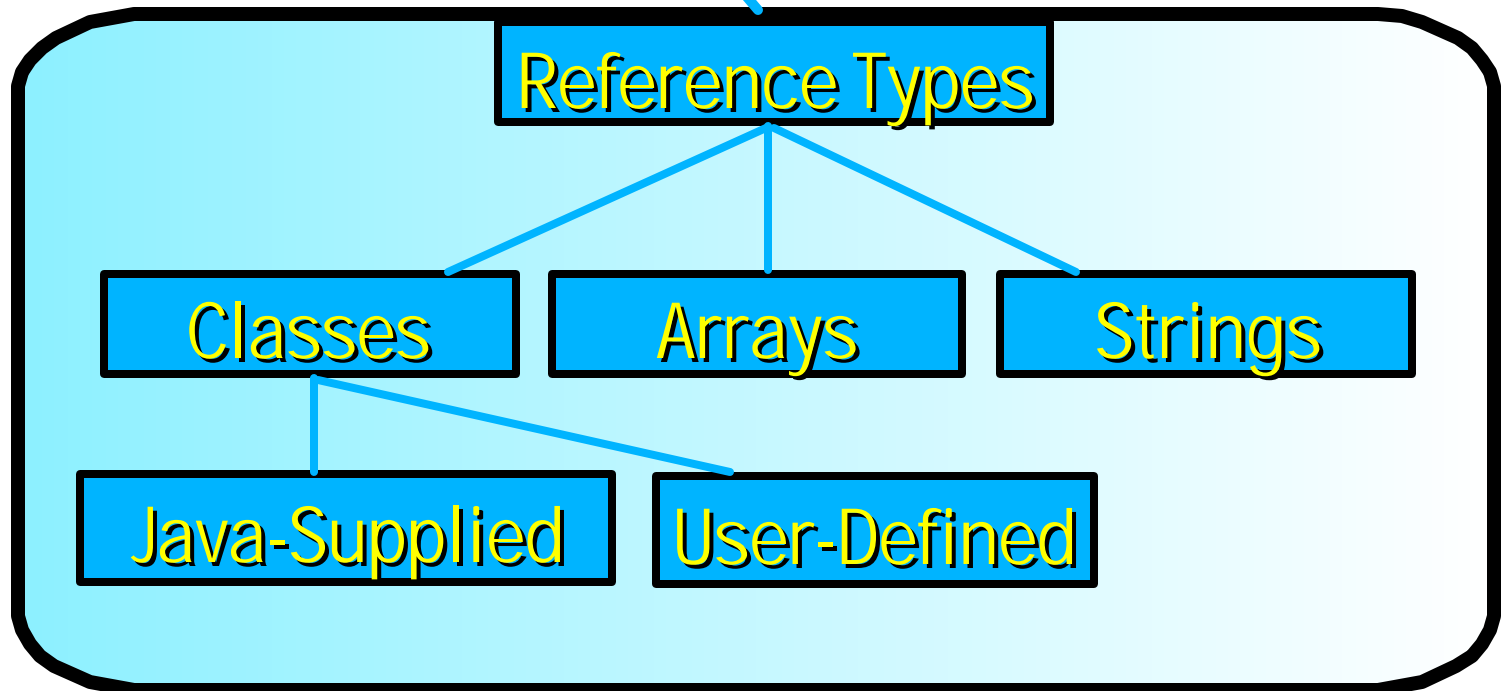 Reference Types
Classes
Arrays
Strings
Java-Supplied
User-Defined